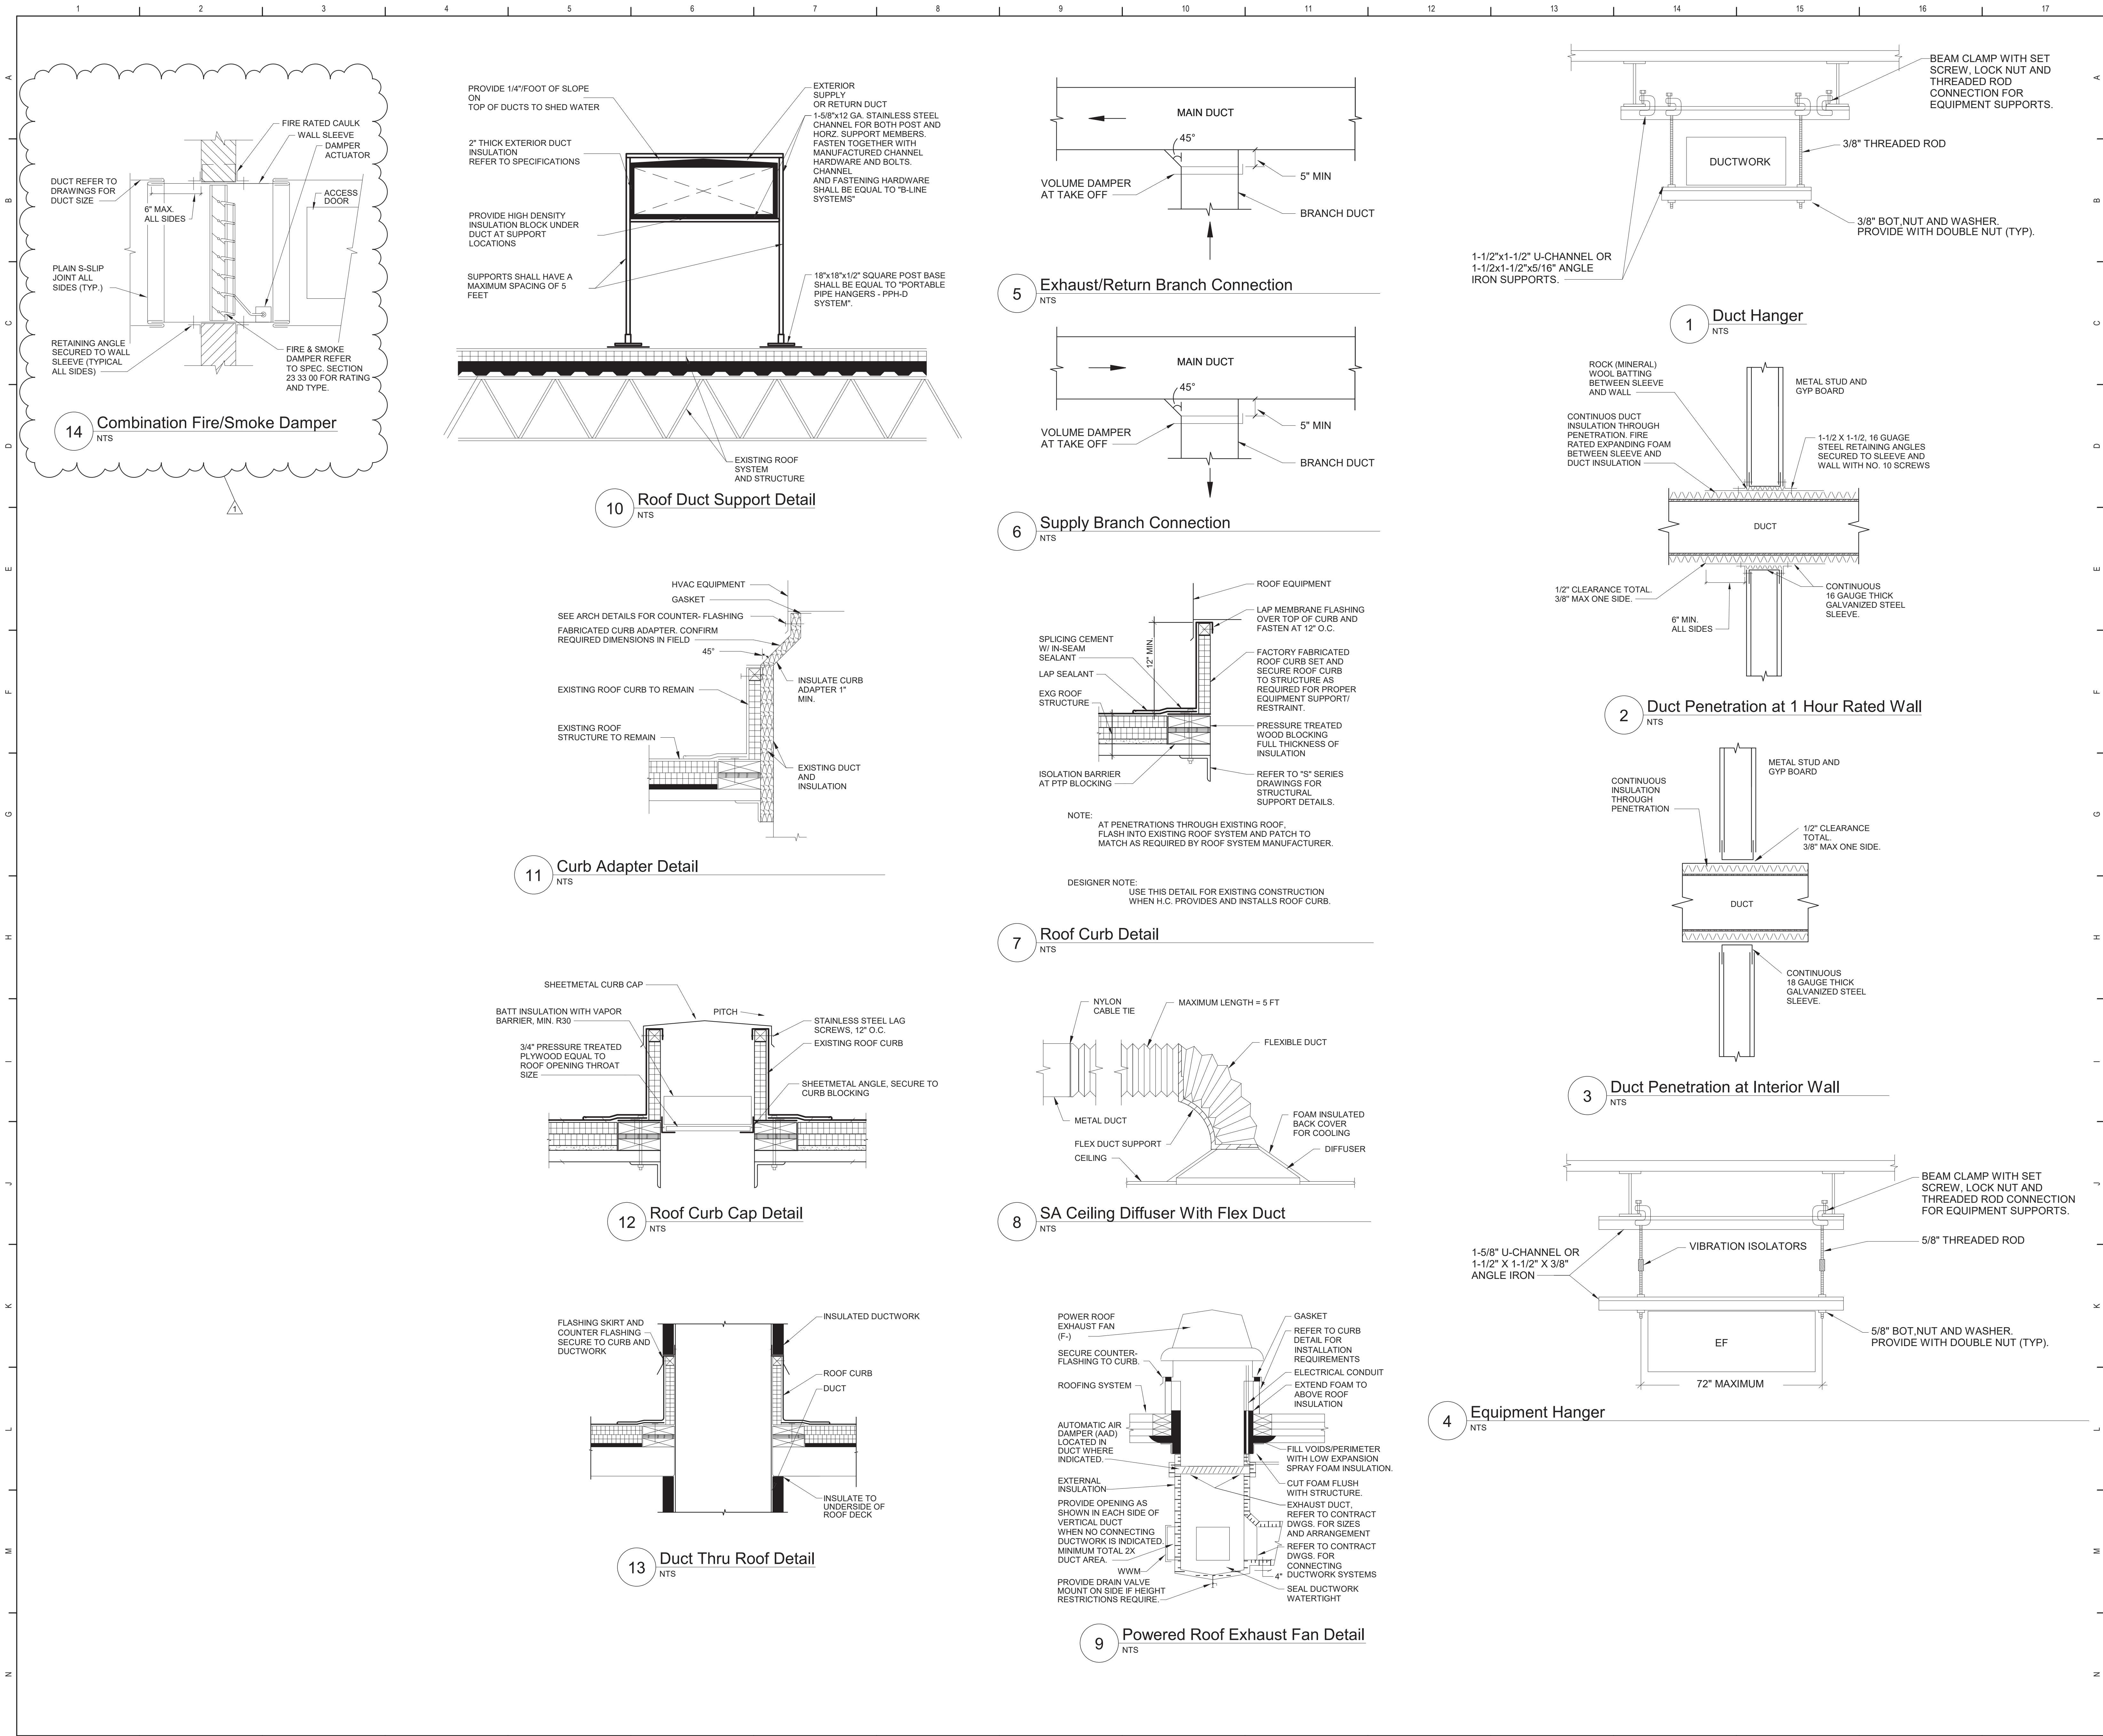 1 2 3 4 5 6 7 8 9 10 11 12 13 14 15 16 17
A
B
C
D
E
F
G
H
I
J
K
L
M
N
FIRE RATED CAULK
WALL SLEEVE
DAMPER
ACTUATOR
DUCT REFER TO
DRAWINGS FOR
DUCT SIZE
6" MAX.
ALL SIDES
ACCESS
DOOR
PLAIN S-SLIP
JOINT ALL
SIDES (TYP.)
RETAINING ANGLE
SECURED TO WALL
SLEEVE (TYPICAL
ALL SIDES)
FIRE & SMOKE
DAMPER REFER
TO SPEC. SECTION
23 33 00 FOR RATING
AND TYPE.
14 Combination Fire/Smoke Damper
NTS
1
PROVIDE 1/4"/FOOT OF SLOPE
ON
TOP OF DUCTS TO SHED WATER
2" THICK EXTERIOR DUCT
INSULATION
REFER TO SPECIFICATIONS
PROVIDE HIGH DENSITY
INSULATION BLOCK UNDER
DUCT AT SUPPORT
LOCATIONS
SUPPORTS SHALL HAVE A
MAXIMUM SPACING OF 5
FEET
EXTERIOR
SUPPLY
OR RETURN DUCT
1-5/8"x12 GA. STAINLESS STEEL
CHANNEL FOR BOTH POST AND
HORZ. SUPPORT MEMBERS.
FASTEN TOGETHER WITH
MANUFACTURED CHANNEL
HARDWARE AND BOLTS.
CHANNEL
AND FASTENING HARDWARE
SHALL BE EQUAL TO "B-LINE
SYSTEMS"
18"x18"x1/2" SQUARE POST BASE
SHALL BE EQUAL TO "PORTABLE
PIPE HANGERS - PPH-D
SYSTEM".
EXISTING ROOF
SYSTEM
AND STRUCTURE
10 Roof Duct Support Detail
NTS
HVAC EQUIPMENT
GASKET
SEE ARCH DETAILS FOR COUNTER- FLASHING
FABRICATED CURB ADAPTER. CONFIRM
REQUIRED DIMENSIONS IN FIELD
45°
INSULATE CURB
ADAPTER 1"
MIN.
EXISTING ROOF CURB TO REMAIN
EXISTING ROOF
STRUCTURE TO REMAIN
EXISTING DUCT
AND
INSULATION
11 Curb Adapter Detail
NTS
SHEETMETAL CURB CAP
BATT INSULATION WITH VAPOR
BARRIER, MIN. R30
PITCH
3/4" PRESSURE TREATED
PLYWOOD EQUAL TO
ROOF OPENING THROAT
SIZE
STAINLESS STEEL LAG
SCREWS, 12" O.C.
EXISTING ROOF CURB
SHEETMETAL ANGLE, SECURE TO
CURB BLOCKING
12 Roof Curb Cap Detail
NTS
FLASHING SKIRT AND
COUNTER FLASHING
SECURE TO CURB AND
DUCTWORK
INSULATED DUCTWORK
ROOF CURB
DUCT
INSULATE TO
UNDERSIDE OF
ROOF DECK
13 Duct Thru Roof Detail
NTS
MAIN DUCT
45°
VOLUME DAMPER
AT TAKE OFF
5" MIN
BRANCH DUCT
5 Exhaust/Return Branch Connection
NTS
MAIN DUCT
45°
VOLUME DAMPER
AT TAKE OFF
5" MIN
BRANCH DUCT
6 Supply Branch Connection
NTS
ROOF EQUIPMENT
LAP MEMBRANE FLASHING
OVER TOP OF CURB AND
FASTEN AT 12" O.C.
SPLICING CEMENT
W/ IN-SEAM
SEALANT
LAP SEALANT
EXG ROOF
STRUCTURE
12" MIN.
FACTORY FABRICATED
ROOF CURB SET AND
SECURE ROOF CURB
TO STRUCTURE AS
REQUIRED FOR PROPER
EQUIPMENT SUPPORT/
RESTRAINT.
PRESSURE TREATED
WOOD BLOCKING
FULL THICKNESS OF
INSULATION
ISOLATION BARRIER
AT PTP BLOCKING
REFER TO "S" SERIES
DRAWINGS FOR
STRUCTURAL
SUPPORT DETAILS.
NOTE:
AT PENETRATIONS THROUGH EXISTING ROOF,
FLASH INTO EXISTING ROOF SYSTEM AND PATCH TO
MATCH AS REQUIRED BY ROOF SYSTEM MANUFACTURER.
DESIGNER NOTE:
USE THIS DETAIL FOR EXISTING CONSTRUCTION
WHEN H.C. PROVIDES AND INSTALLS ROOF CURB.
7 Roof Curb Detail
NTS
NYLON
CABLE TIE
MAXIMUM LENGTH = 5 FT
FLEXIBLE DUCT
METAL DUCT
FLEX DUCT SUPPORT
CEILING
FOAM INSULATED
BACK COVER
FOR COOLING
DIFFUSER
8 SA Ceiling Diffuser With Flex Duct
NTS
POWER ROOF
EXHAUST FAN
(F-)
SECURE COUNTER-
FLASHING TO CURB.
ROOFING SYSTEM
AUTOMATIC AIR
DAMPER (AAD)
LOCATED IN
DUCT WHERE
INDICATED.
EXTERNAL
INSULATION
PROVIDE OPENING AS
SHOWN IN EACH SIDE OF
VERTICAL DUCT
WHEN NO CONNECTING
DUCTWORK IS INDICATED.
MINIMUM TOTAL 2X
DUCT AREA.
WWM
PROVIDE DRAIN VALVE
MOUNT ON SIDE IF HEIGHT
RESTRICTIONS REQUIRE.
GASKET
REFER TO CURB
DETAIL FOR
INSTALLATION
REQUIREMENTS
ELECTRICAL CONDUIT
EXTEND FOAM TO
ABOVE ROOF
INSULATION
FILL VOIDS/PERIMETER
WITH LOW EXPANSION
SPRAY FOAM INSULATION.
CUT FOAM FLUSH
WITH STRUCTURE.
EXHAUST DUCT,
REFER TO CONTRACT
DWGS. FOR SIZES
AND ARRANGEMENT
REFER TO CONTRACT
DWGS. FOR
CONNECTING
DUCTWORK SYSTEMS
4"
SEAL DUCTWORK
WATERTIGHT
9 Powered Roof Exhaust Fan Detail
NTS
BEAM CLAMP WITH SET
SCREW, LOCK NUT AND
THREADED ROD
CONNECTION FOR
EQUIPMENT SUPPORTS.
3/8" THREADED ROD
DUCTWORK
3/8" BOT,NUT AND WASHER.
PROVIDE WITH DOUBLE NUT (TYP).
1-1/2"x1-1/2" U-CHANNEL OR
1-1/2x1-1/2"x5/16" ANGLE
IRON SUPPORTS.
1 Duct Hanger
NTS
ROCK (MINERAL)
WOOL BATTING
BETWEEN SLEEVE
AND WALL
METAL STUD AND
GYP BOARD
CONTINUOS DUCT
INSULATION THROUGH
PENETRATION. FIRE
RATED EXPANDING FOAM
BETWEEN SLEEVE AND
DUCT INSULATION
1-1/2 X 1-1/2, 16 GUAGE
STEEL RETAINING ANGLES
SECURED TO SLEEVE AND
WALL WITH NO. 10 SCREWS
DUCT
1/2" CLEARANCE TOTAL.
3/8" MAX ONE SIDE.
6" MIN.
ALL SIDES
CONTINUOUS
16 GAUGE THICK
GALVANIZED STEEL
SLEEVE.
2 Duct Penetration at 1 Hour Rated Wall
NTS
METAL STUD AND
GYP BOARD
CONTINUOUS
INSULATION
THROUGH
PENETRATION
1/2" CLEARANCE
TOTAL.
3/8" MAX ONE SIDE.
DUCT
CONTINUOUS
18 GAUGE THICK
GALVANIZED STEEL
SLEEVE.
3 Duct Penetration at Interior Wall
NTS
BEAM CLAMP WITH SET
SCREW, LOCK NUT AND
THREADED ROD CONNECTION
FOR EQUIPMENT SUPPORTS.
1-5/8" U-CHANNEL OR
1-1/2" X 1-1/2" X 3/8"
ANGLE IRON
VIBRATION ISOLATORS
5/8" THREADED ROD
EF
5/8" BOT,NUT AND WASHER.
PROVIDE WITH DOUBLE NUT (TYP).
72" MAXIMUM
4 Equipment Hanger
NTS
A
B
C
D
E
F
G
H
I
J
K
L
M
N